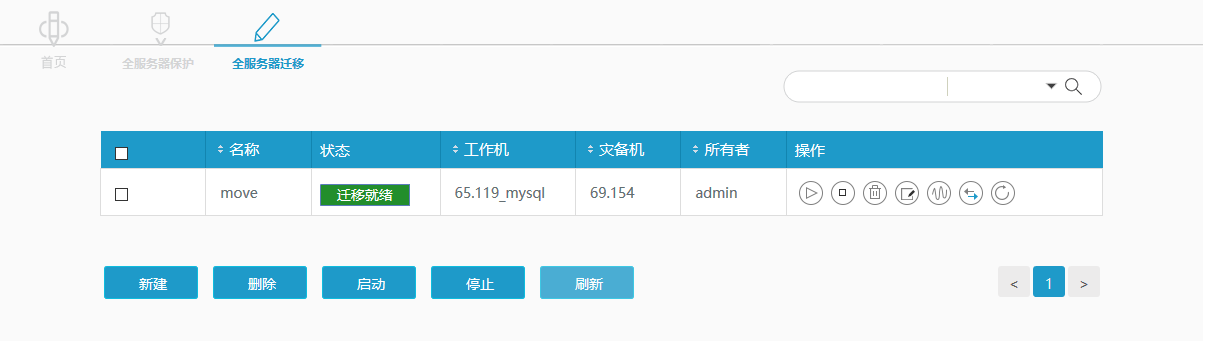 首页 全服务器保护 全服务器迁移
名称 状态 工作机 灾备机 所有者 操作
move 迁移就绪 65.119_mysql 69.154 admin
新建 删除 启动 停止 刷新 < 1 >